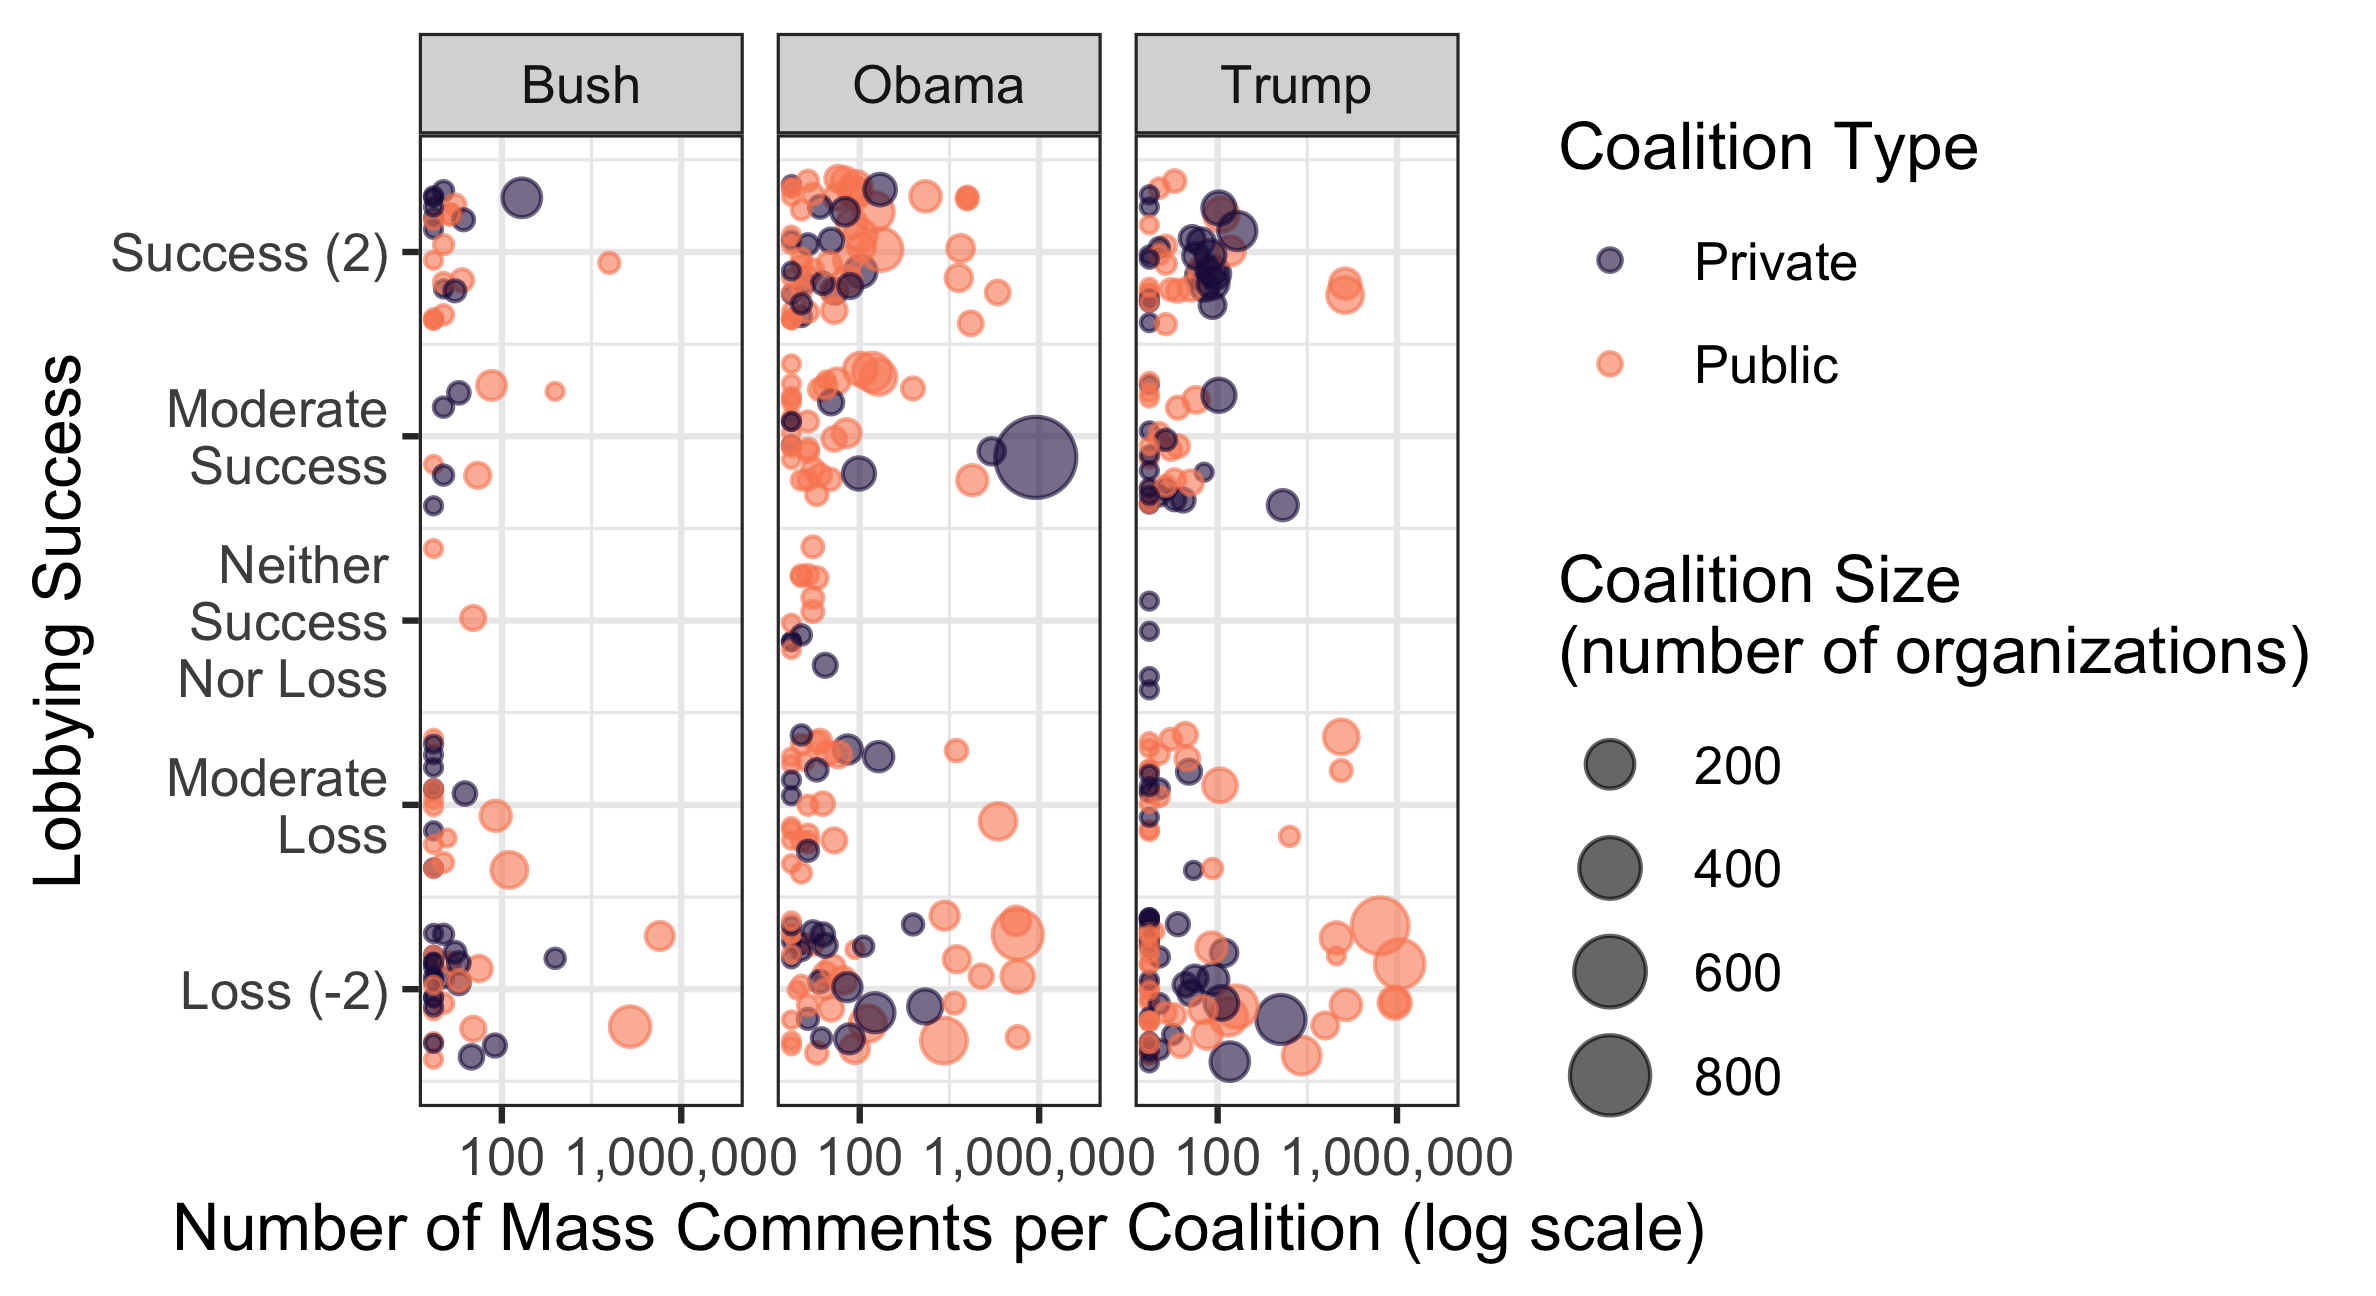 Bush
Obama
Trump
Lobbying Success
Success (2)
Moderate
Success
Neither
Success
Nor Loss
Moderate
Loss
Loss (-2)
100 1,000,000 100 1,000,000 100 1,000,000
Number of Mass Comments per Coalition (log scale)
Coalition Type
Private
Public
Coalition Size
(number of organizations)
200
400
600
800